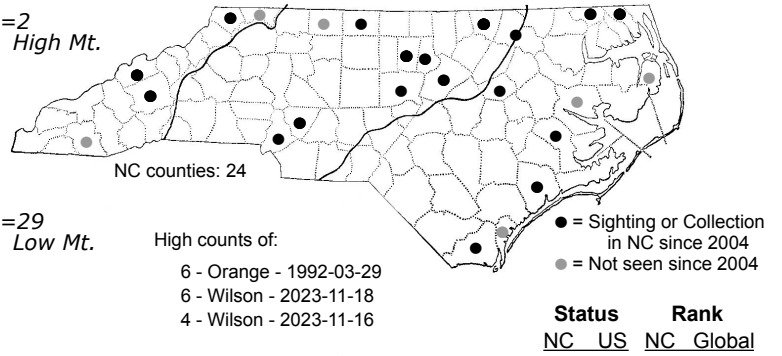 =2
High Mt.
NC counties: 24
=29
Low Mt.
High counts of:
6 - Orange - 1992-03-29
6 - Wilson - 2023-11-18
4 - Wilson - 2023-11-16
= Sighting or Collection
in NC since 2004
= Not seen since 2004
Status Rank
NC US NC Global